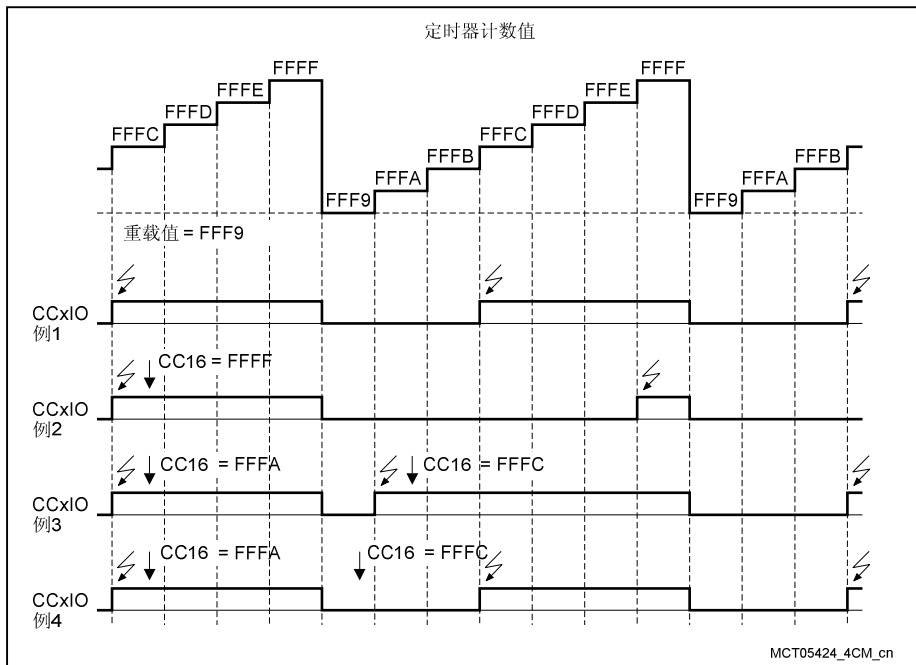 定时器计数值
FFFF FFFF
FFFE FFFE
FFFD FFFD
FFFC FFFB FFFC FFFB
FFFA FFFA
FFF9 FFF9
重载值 = FFF9
CCxIO
例1
CC16 = FFFF
CCxIO
例2
CC16 = FFFA CC16 = FFFC
CCxIO
例3
CC16 = FFFA CC16 = FFFC
CCxIO
例4
MCT05424_4CM_cn